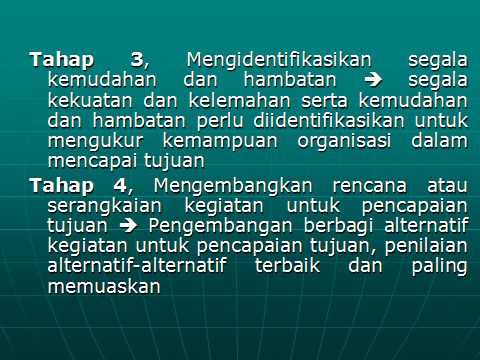 Tahap 3, Mengidentifikasikan segala
kemudahan dan hambatan ➔ segala
kekuatan dan kelemahan serta kemudahan
dan hambatan perlu diidentifikasikan untuk
mengukur kemampuan organisasi dalam
mencapai tujuan
Tahap 4, Mengembangkan rencana atau
serangkaian kegiatan untuk pencapaian
tujuan ➔ Pengembangan berbagai alternatif
kegiatan untuk pencapaian tujuan, penilaian
alternatif-alternatif terbaik dan paling
memuaskan